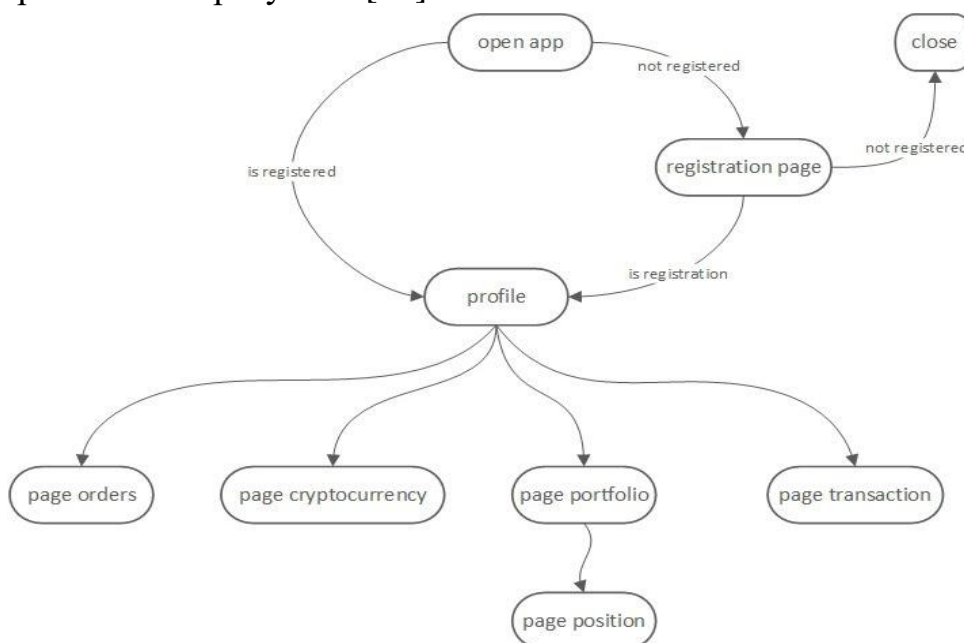 open app
close
not registered
registration page
not registered
is registered
is registration
profile
page orders
page cryptocurrency
page portfolio
page transaction
page position